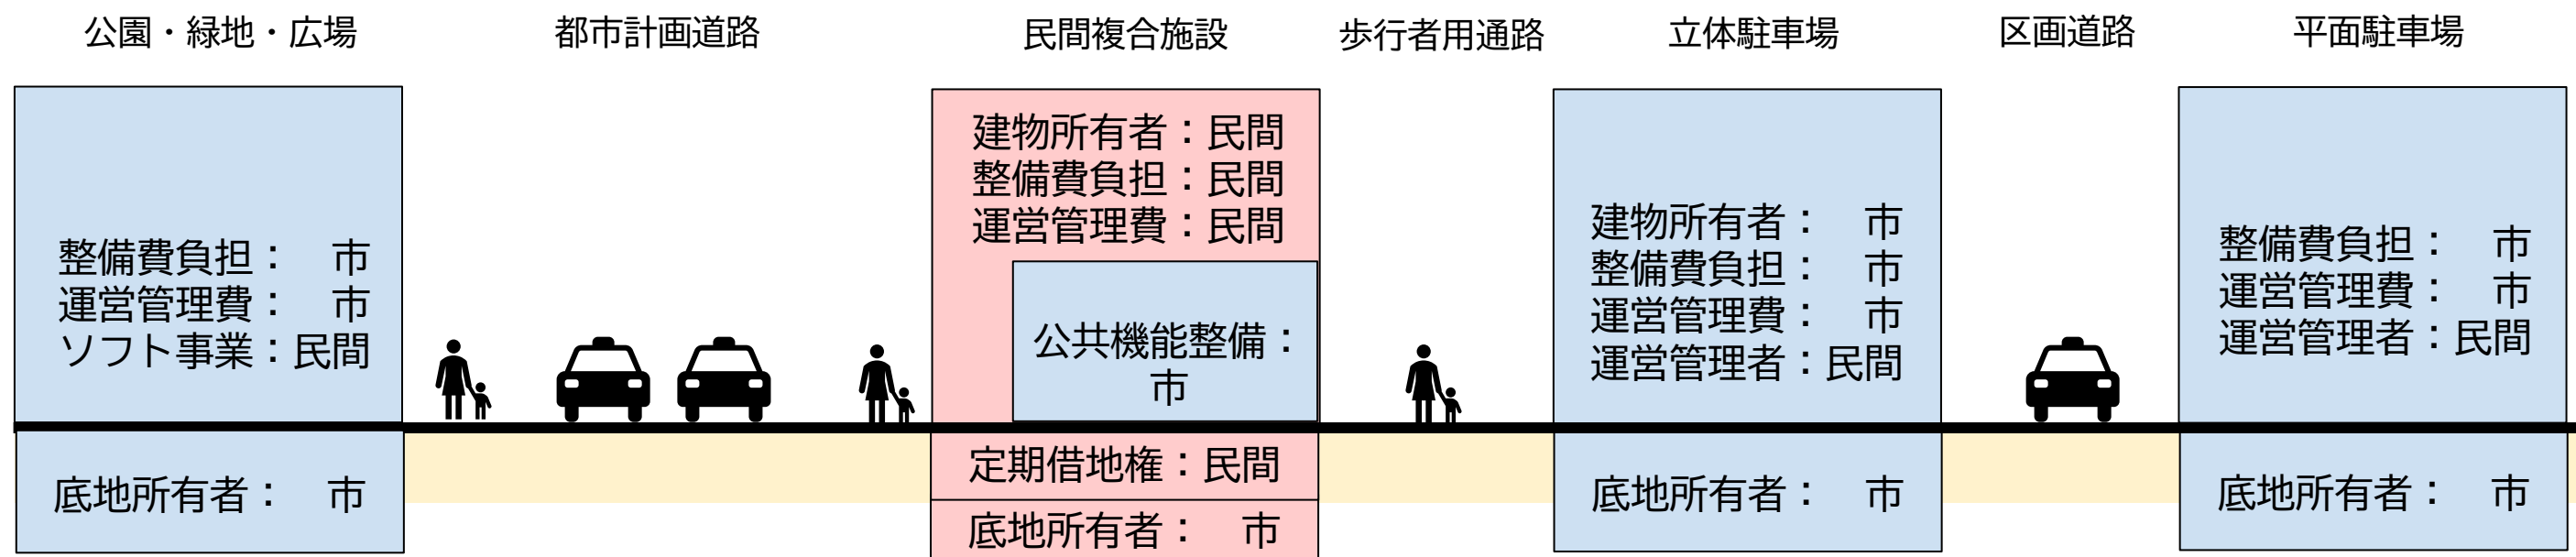 公園・緑地・広場
都市計画道路
民間複合施設
歩行者用通路
立体駐車場
区画道路
平面駐車場
整備費負担：　市
運営管理費：　市
ソフト事業：民間
底地所有者：　市
建物所有者：民間
整備費負担：民間
運営管理費：民間
公共機能整備：
市
定期借地権：民間
底地所有者：　市
建物所有者：　市
整備費負担：　市
運営管理費：　市
運営管理者：民間
底地所有者：　市
整備費負担：　市
運営管理費：　市
運営管理者：民間
底地所有者：　市